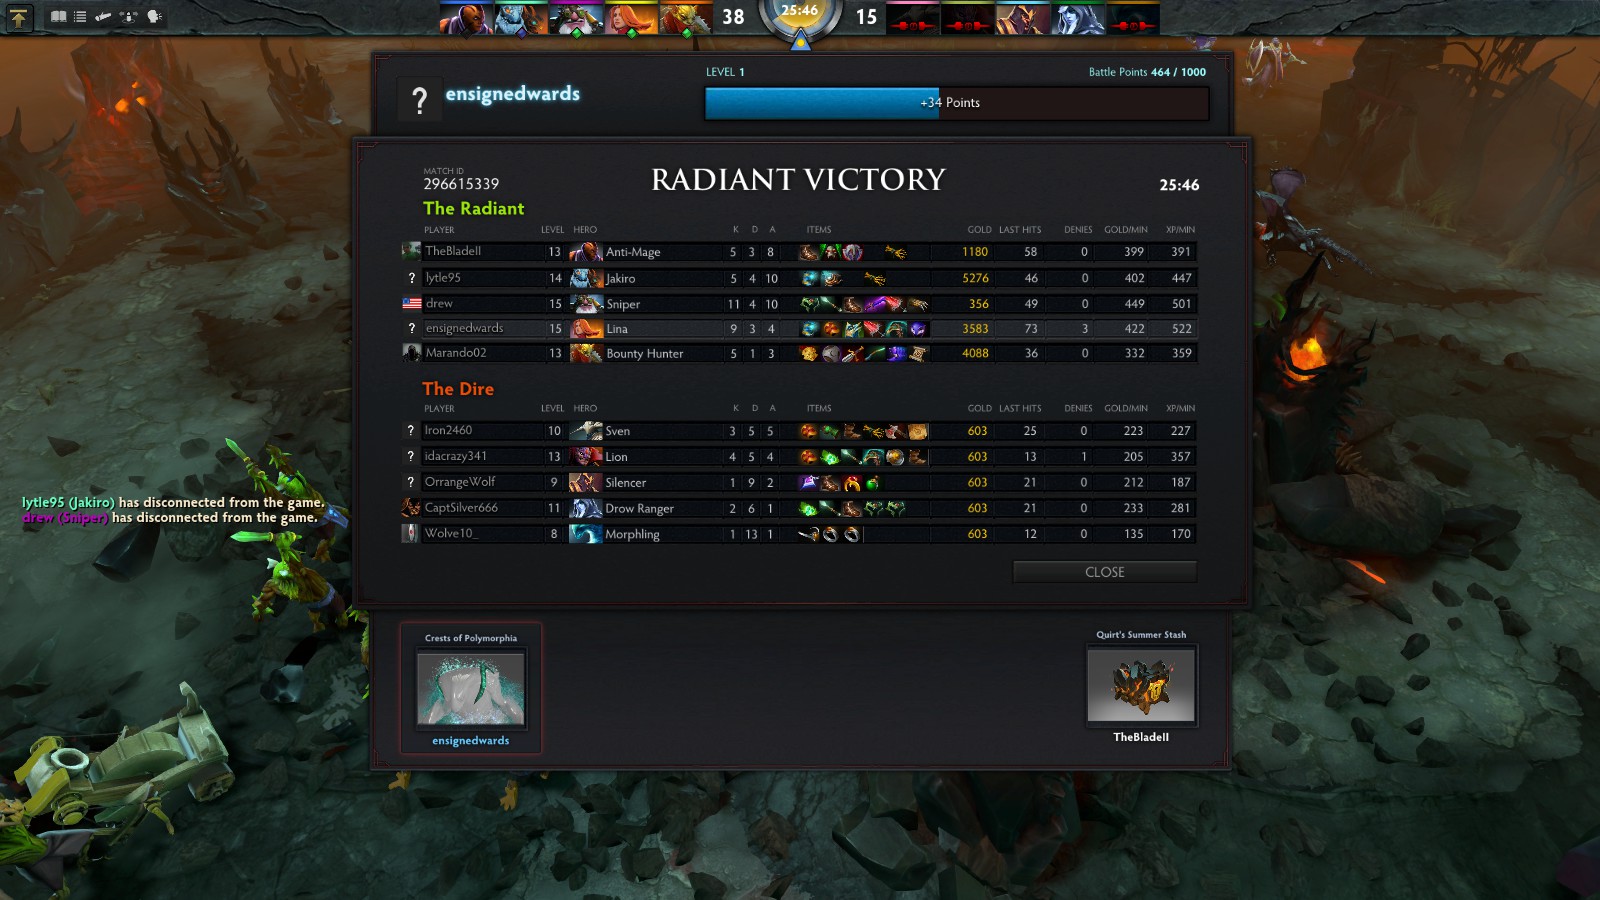 38 25:46 15
LEVEL 1 Battle Points 464 / 1000
? ensignedwards
+34 Points
MATCH ID
296615339
RADIANT VICTORY
25:46
The Radiant
PLAYER LEVEL HERO K D A ITEMS GOLD LAST HITS DENIES GOLD/MIN XP/MIN
TheBladeII 13 Anti-Mage 5 3 8 1180 58 0 399 391
? lytle95 14 Jakiro 5 4 10 5276 46 0 402 447
drew 15 Sniper 11 4 10 356 49 0 449 501
? ensignedwards 15 Lina 9 3 4 3583 73 3 422 522
Marando02 13 Bounty Hunter 5 1 3 4088 36 0 332 359
The Dire
PLAYER LEVEL HERO K D A ITEMS GOLD LAST HITS DENIES GOLD/MIN XP/MIN
? Iron2460 10 Sven 3 5 5 603 25 0 223 227
? idacrazy341 13 Lion 4 5 4 603 13 1 205 357
? OrrangeWolf 9 Silencer 1 9 2 603 21 0 212 187
CaptSilver666 11 Drow Ranger 2 6 1 603 21 0 233 281
Wolve10_ 8 Morphling 1 13 1 603 12 0 135 170
lytle95 (Jakiro) has disconnected from the game.
drew (Sniper) has disconnected from the game.
CLOSE
Crests of Polymorphia
ensignedwards
Quirt's Summer Stash
TheBladeII